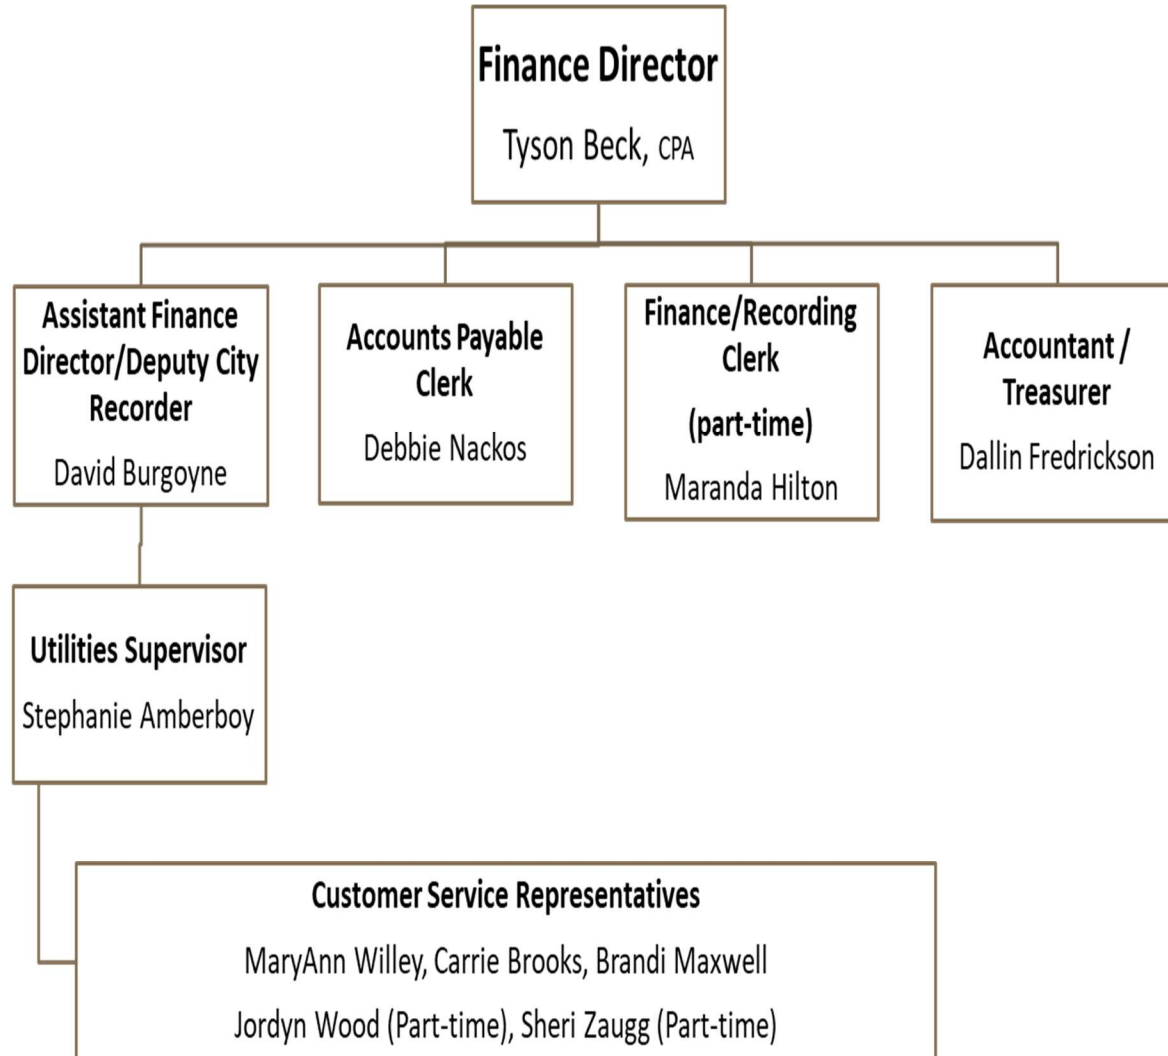 Finance Director
Tyson Beck, CPA
Assistant Finance
Director/Deputy City
Recorder
David Burgoyne
Accounts Payable
Clerk
Debbie Nackos
Finance/Recording
Clerk
(part-time)
Maranda Hilton
Accountant /
Treasurer
Dallin Fredrickson
Utilities Supervisor
Stephanie Amberboy
Customer Service Representatives
MaryAnn Willey, Carrie Brooks, Brandi Maxwell
Jordyn Wood (Part-time), Sheri Zaugg (Part-time)